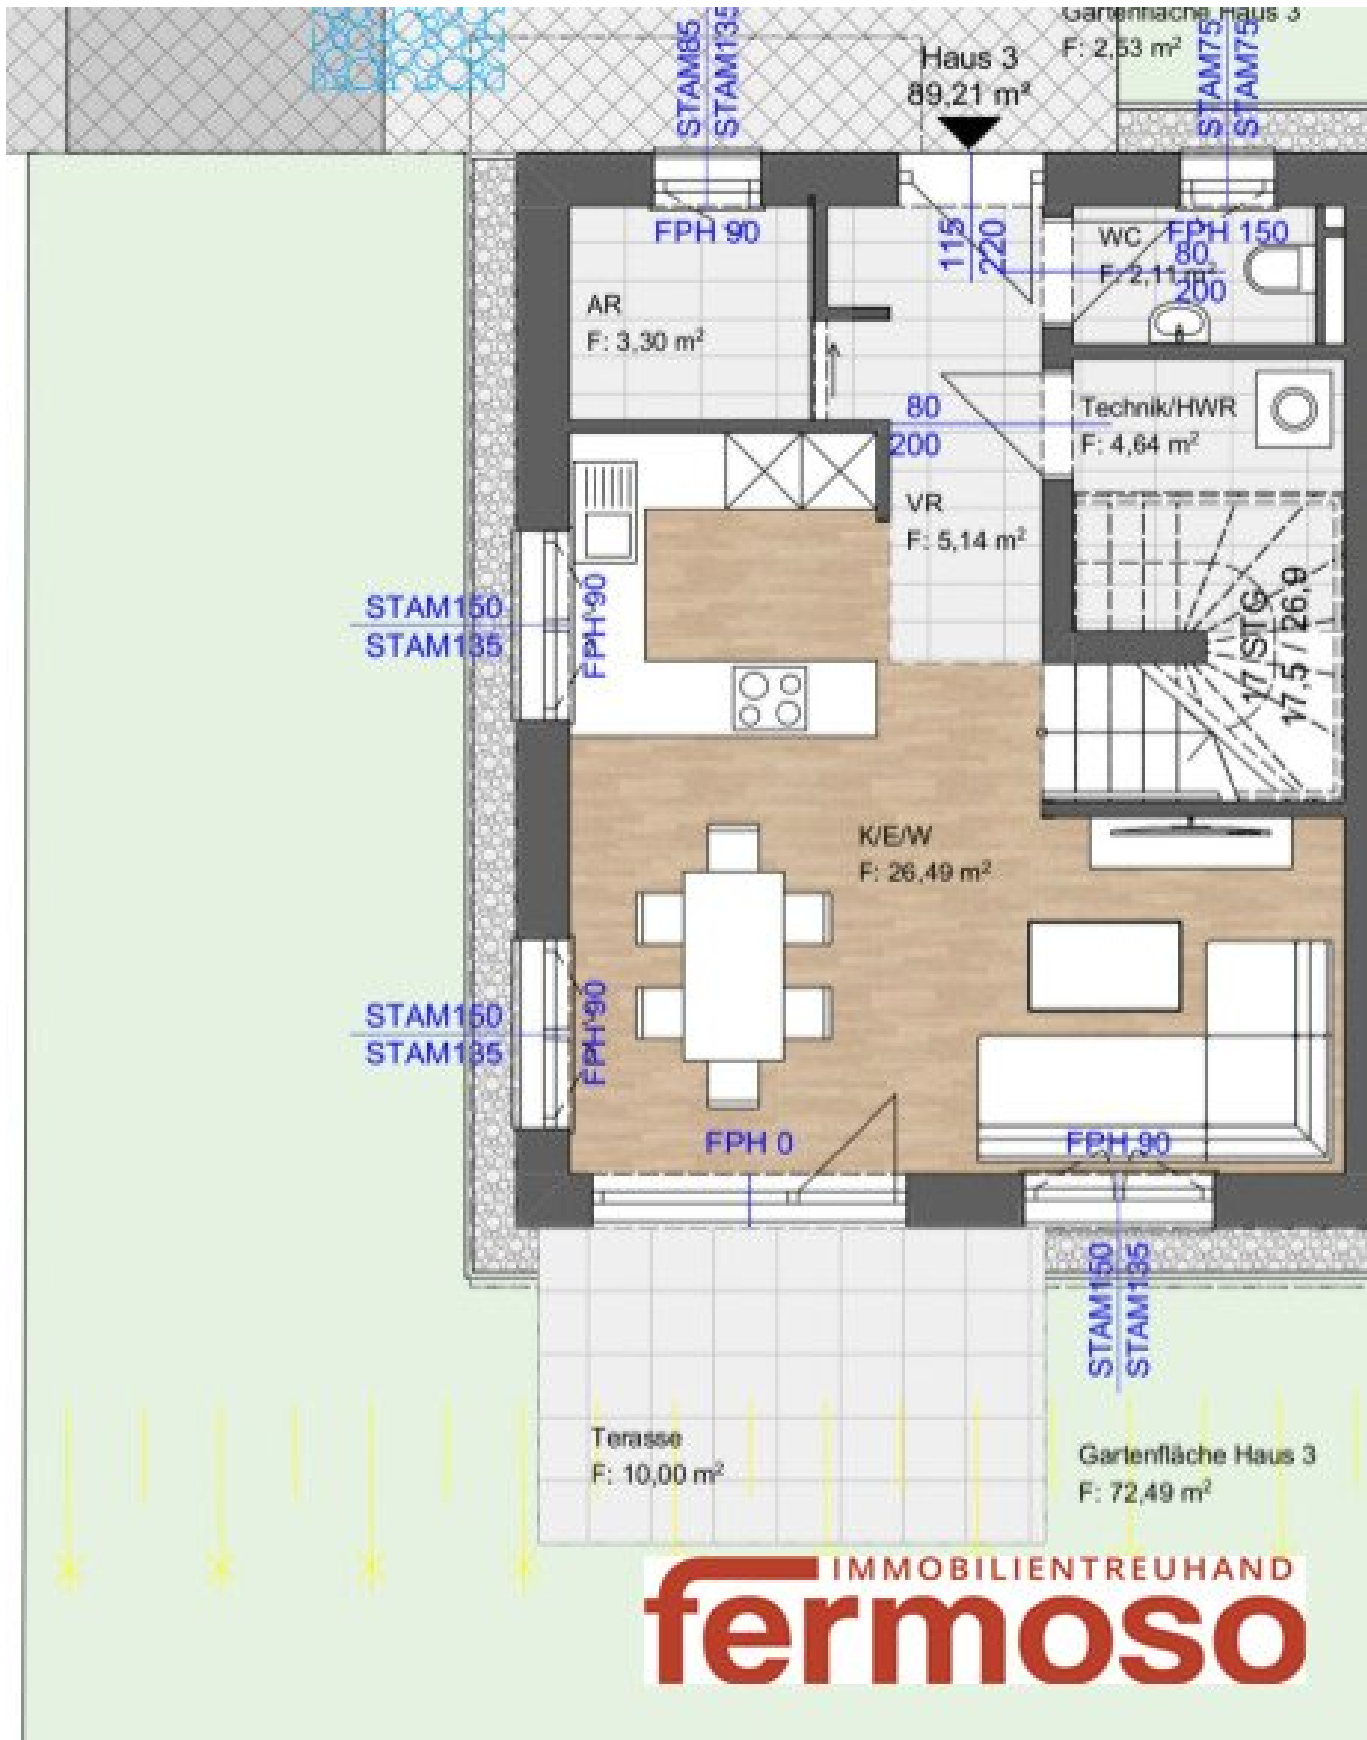 Gartenfläche Haus 3
F: 2,53 m²
STAM85
STAM135
Haus 3
89,21 m²
STAM75
STAM75
FPH 90
115
220
WC
F: 2,11 m²
FPH 150
80
200
AR
F: 3,30 m²
80
200
Technik/HWR
F: 4,64 m²
VR
F: 5,14 m²
STAM150
STAM135
FPH 90
17 STG
17,5 / 26,9
K/E/W
F: 26,49 m²
STAM150
STAM135
FPH 90
FPH 0
FPH 90
STAM150
STAM135
Terasse
F: 10,00 m²
Gartenfläche Haus 3
F: 72,49 m²
IMMOBILIENTREUHAND
fermoso